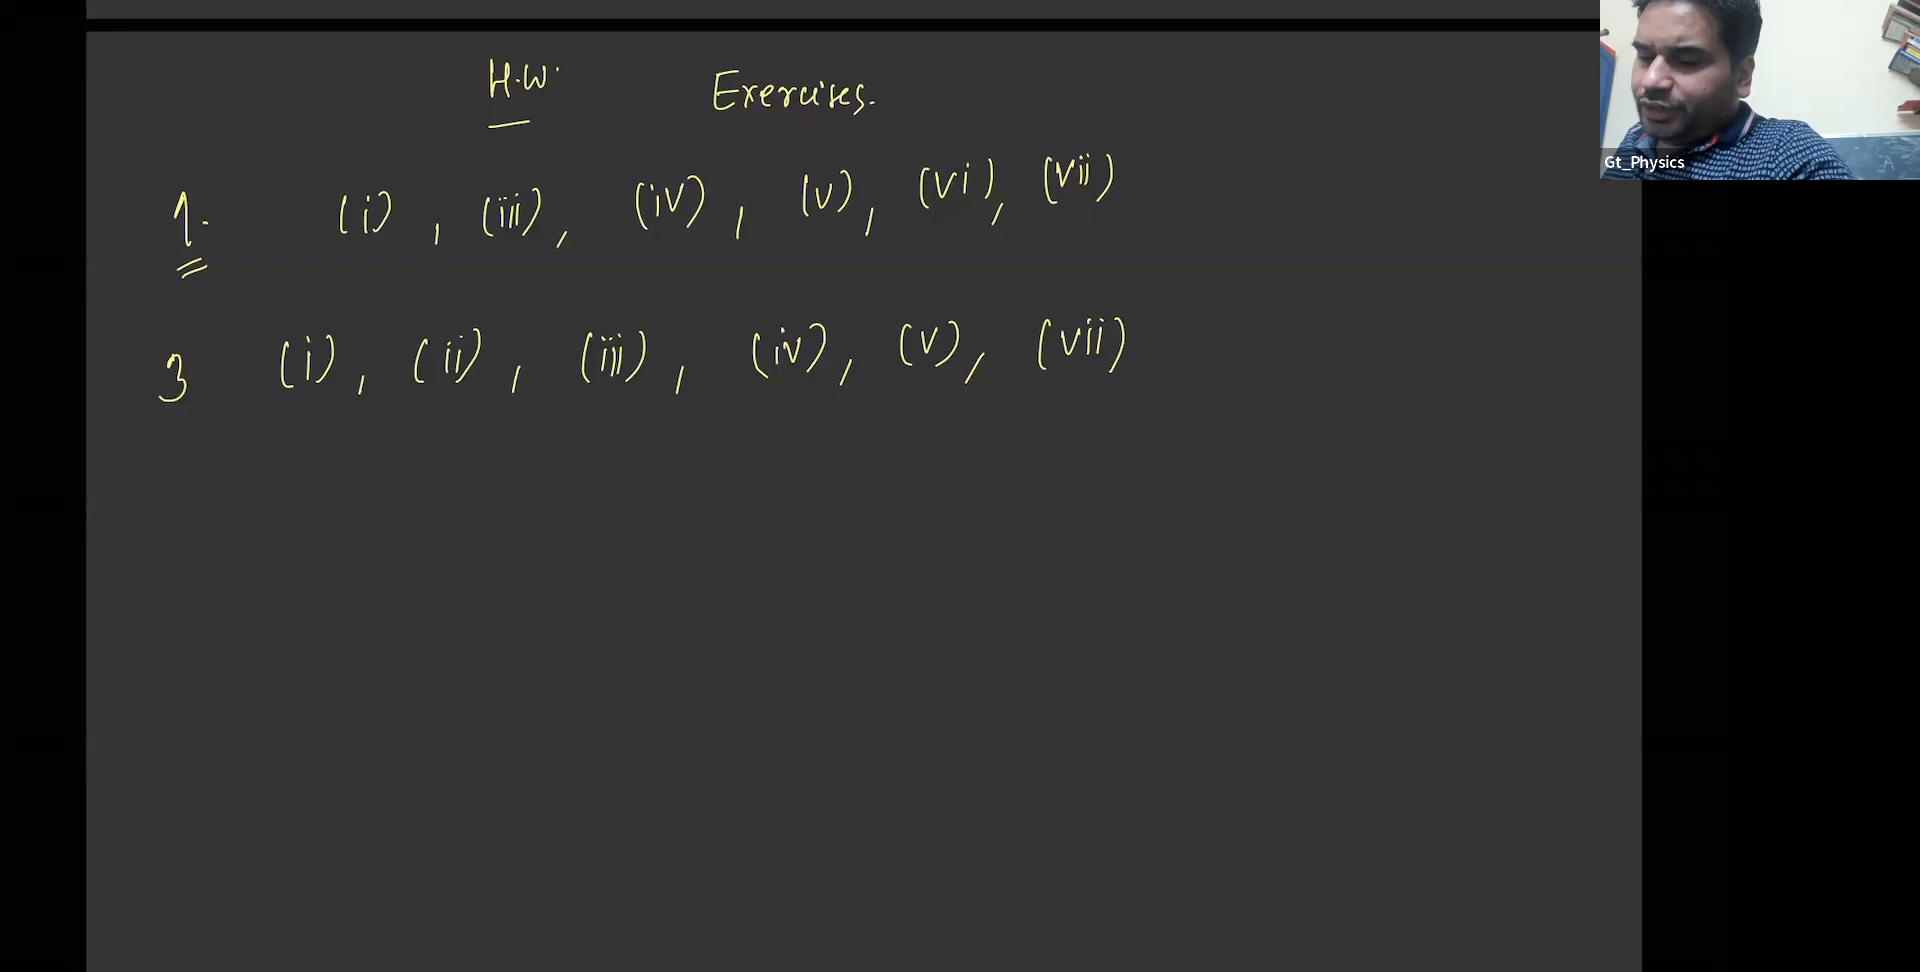 H.W. Exercises.
1. (i), (iii), (iv), (v), (vi), (vii)
3 (i), (ii), (iii), (iv), (v), (vii)
Gt_Physics